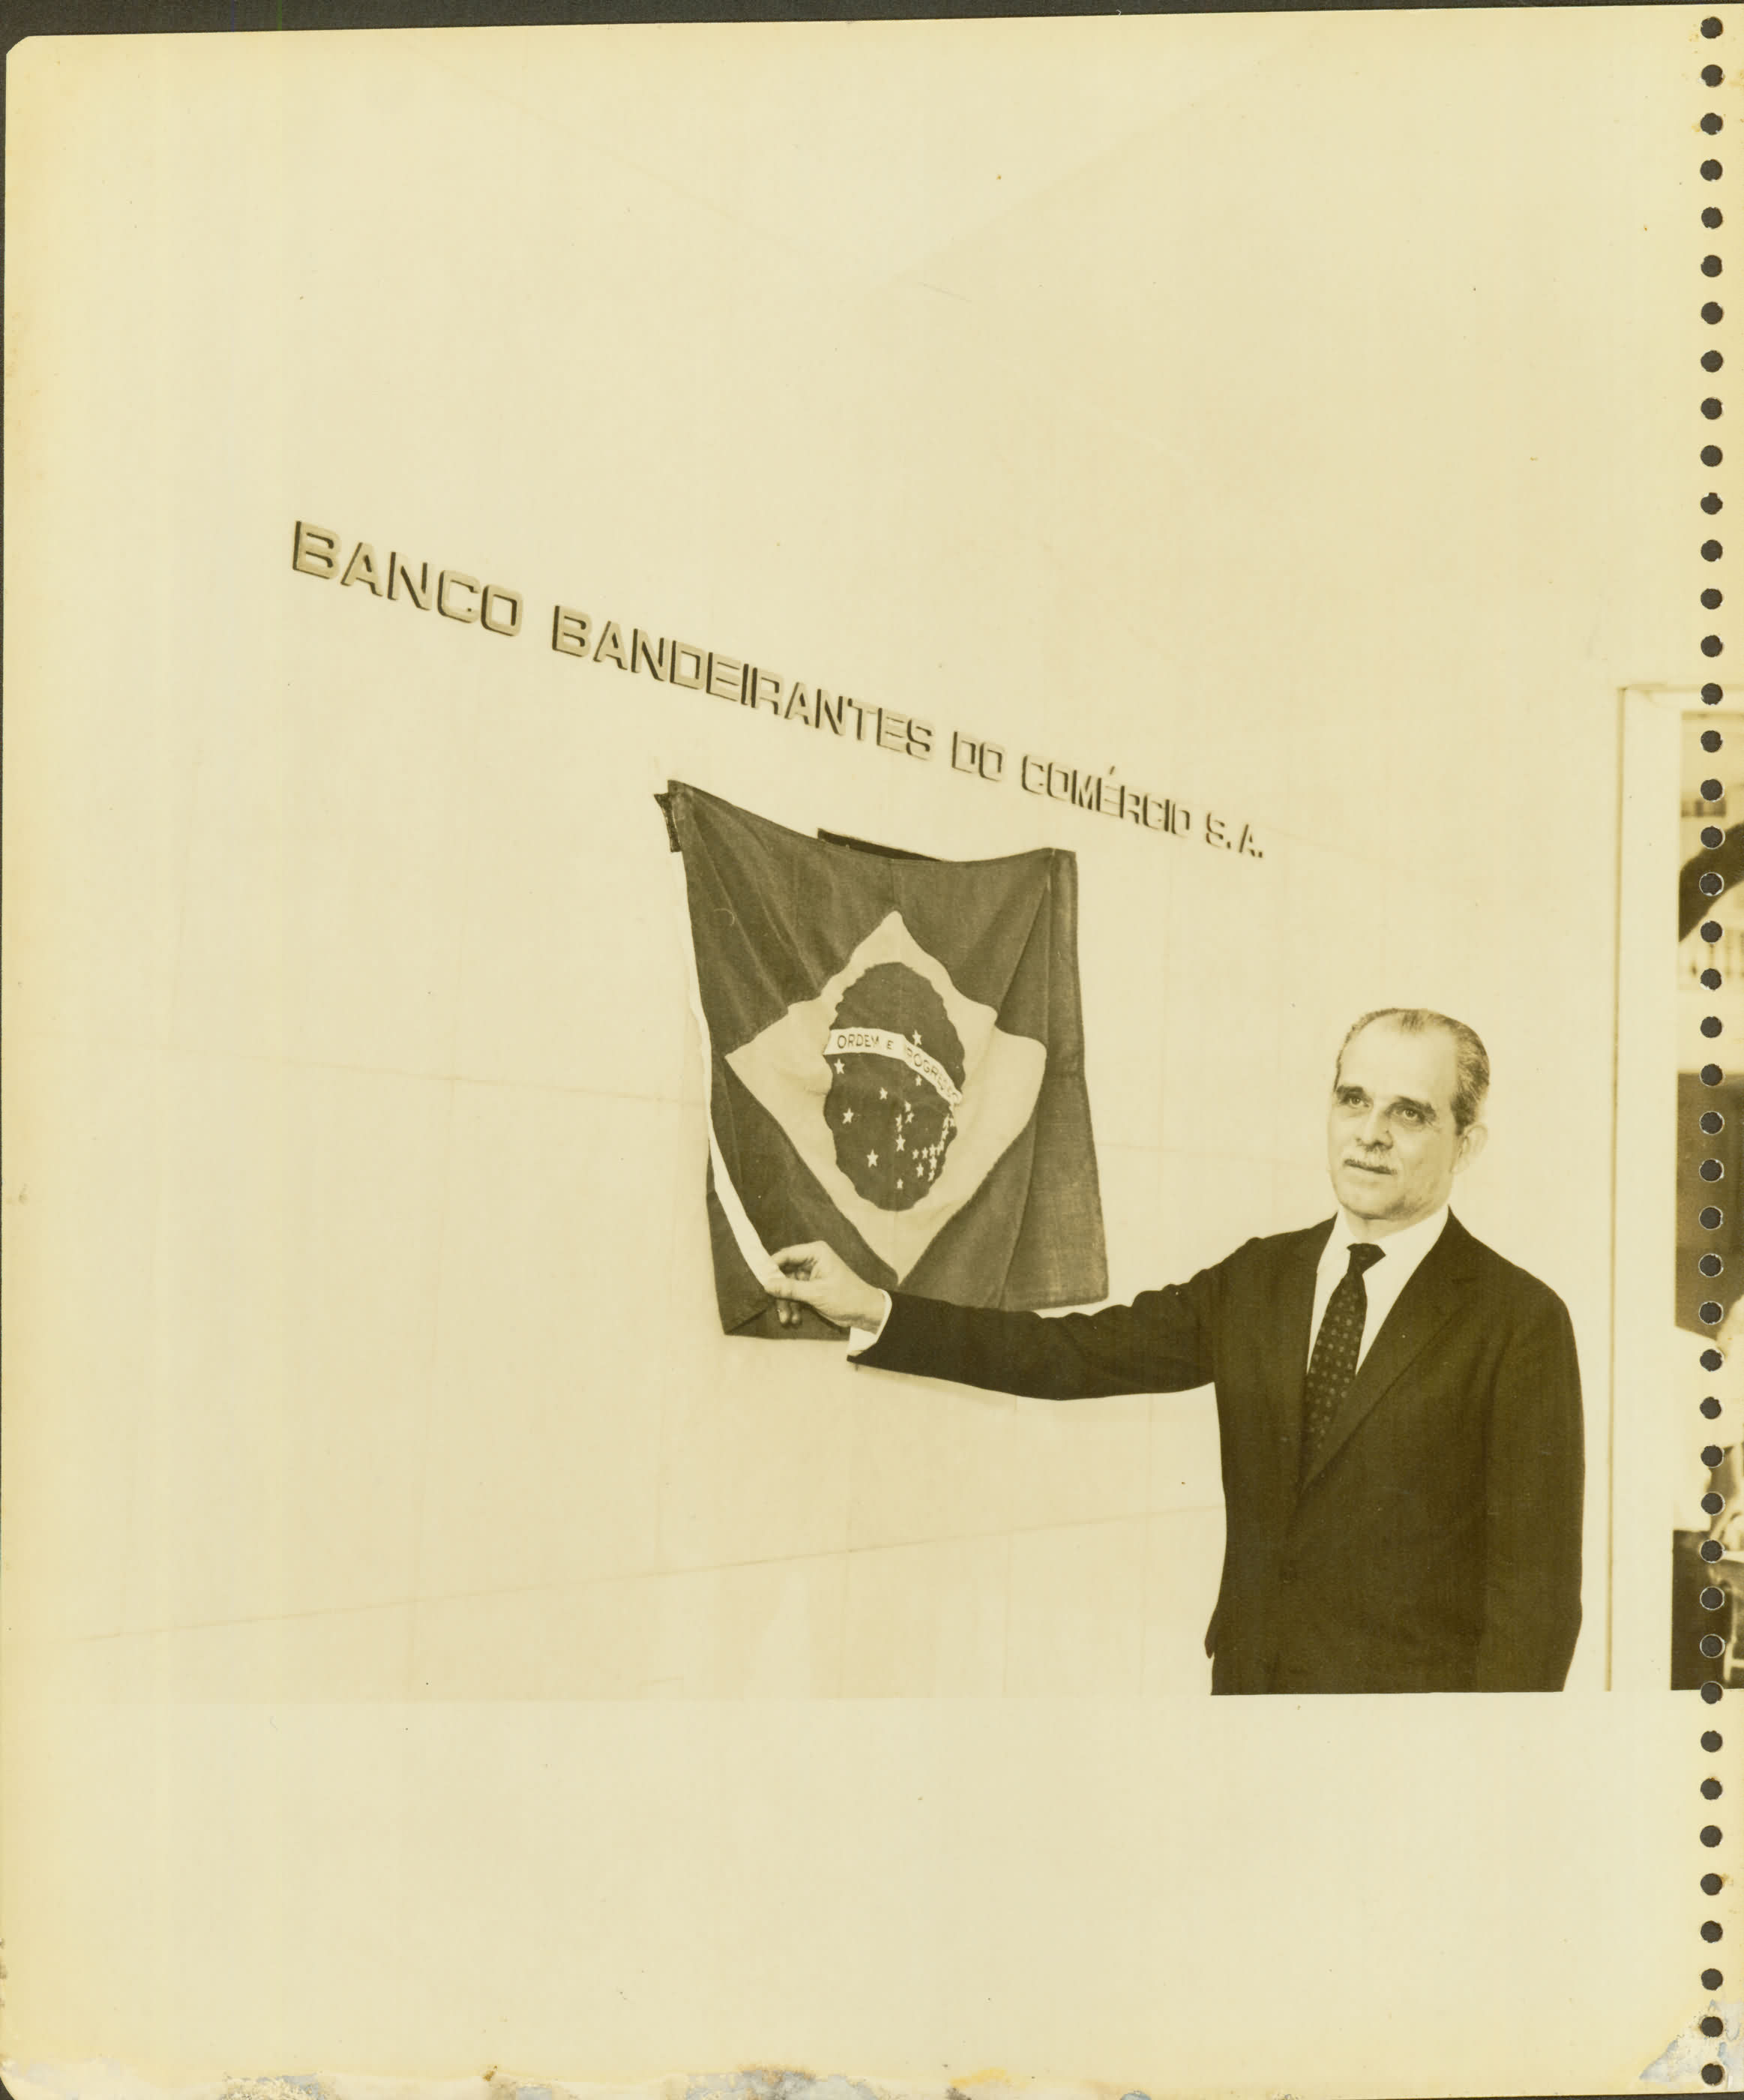 BANCO BANDEIRANTES DO COMÉRCIO S.A.
ORDEM E PROGRESSO